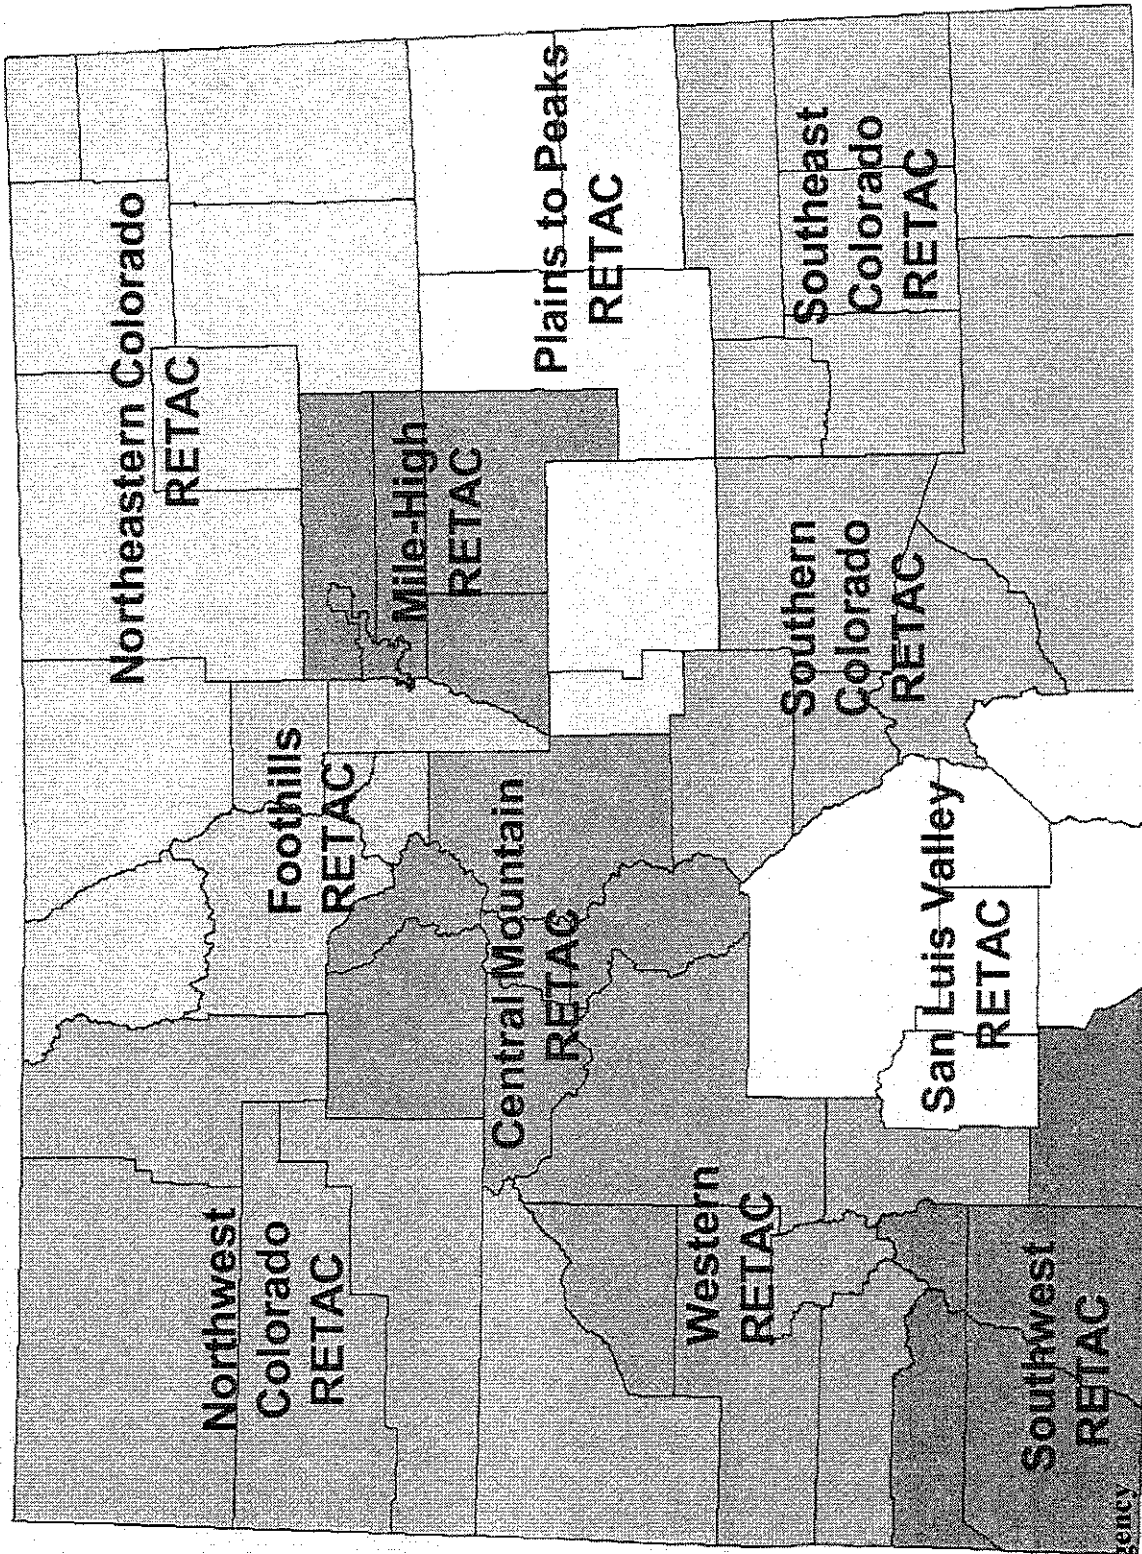 Northeastern Colorado
RETAC
Northwest
Colorado
RETAC
Foothills
RETAC
Mile-High
RETAC
Central Mountain
RETAC
Plains to Peaks
RETAC
Western
RETAC
Southern
Colorado
RETAC
Southeast
Colorado
RETAC
San Luis Valley
RETAC
Southwest
RETAC